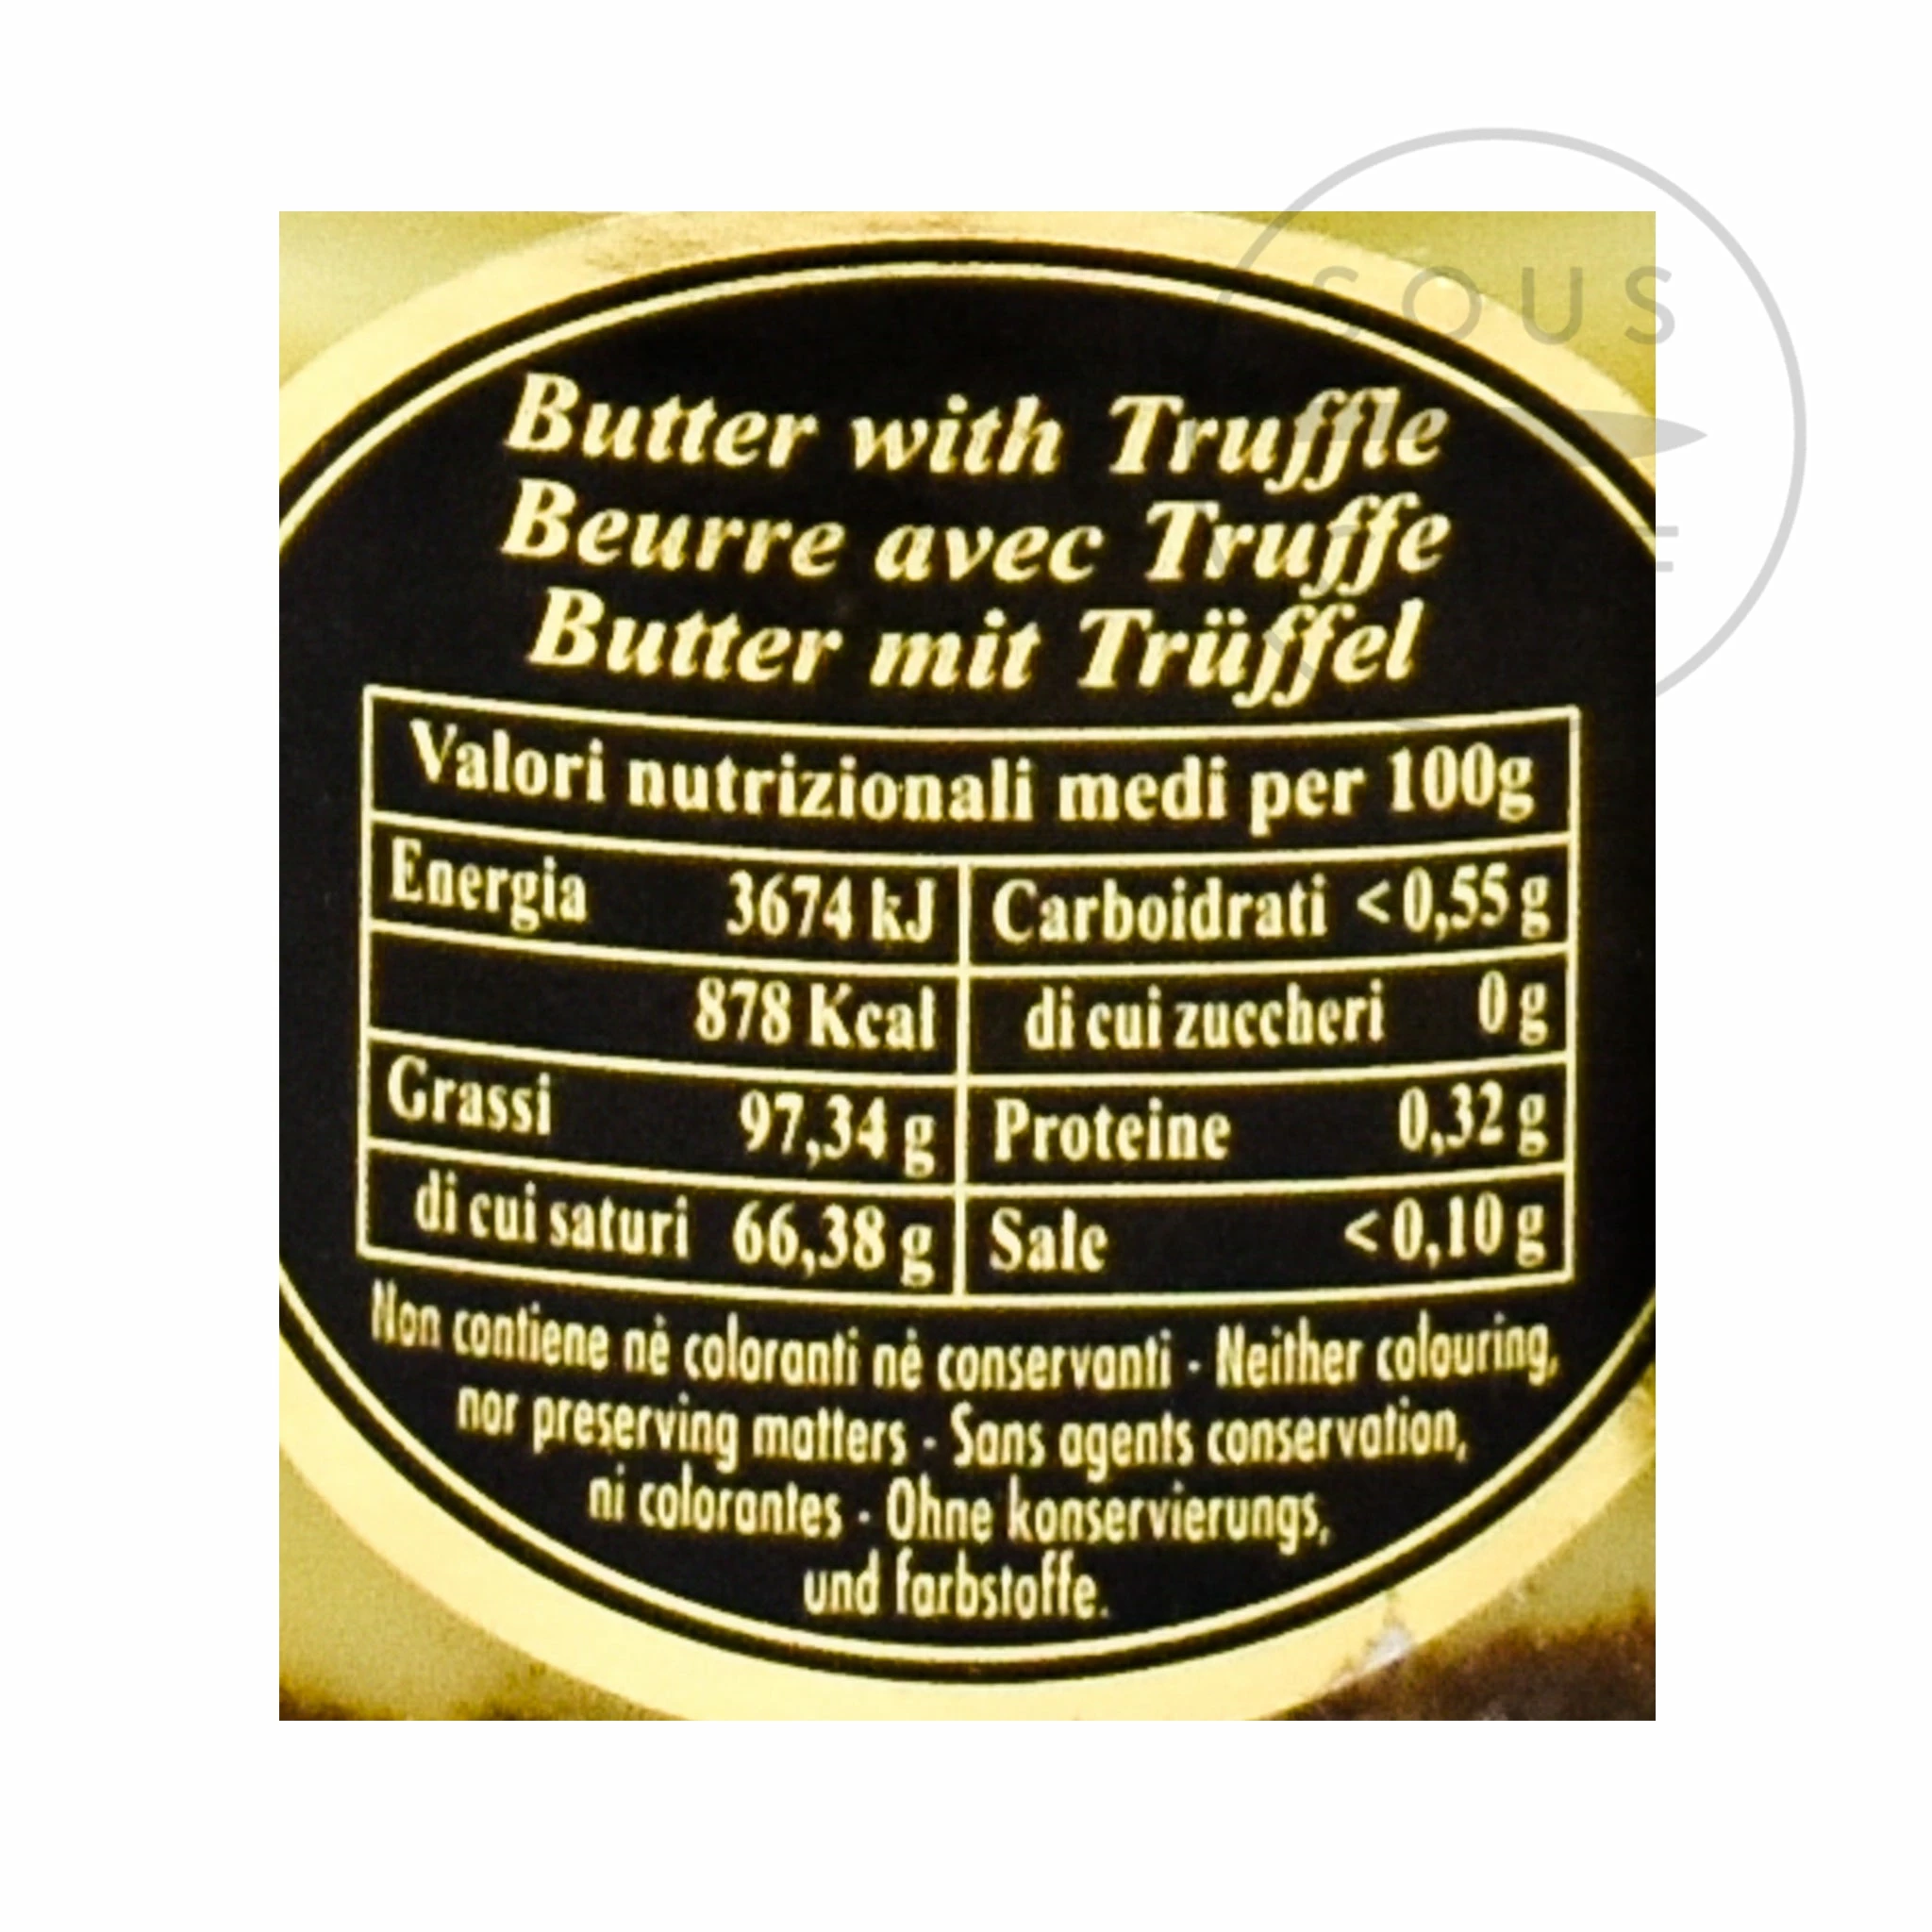 SOUS
Butter with Truffle
Beurre avec Truffe
Butter mit Trüffel
Valori nutrizionali medi per 100g
Energia 3674 kJ Carboidrati <0,55 g
878 Kcal di cui zuccheri 0 g
Grassi 97,34 g Proteine 0,32 g
di cui saturi 66,38 g Sale <0,10 g
Non contiene nè coloranti nè conservanti - Neither colouring,
nor preserving matters - Sans agents conservation,
ni colorantes - Ohne konservierungs,
und farbstoffe.